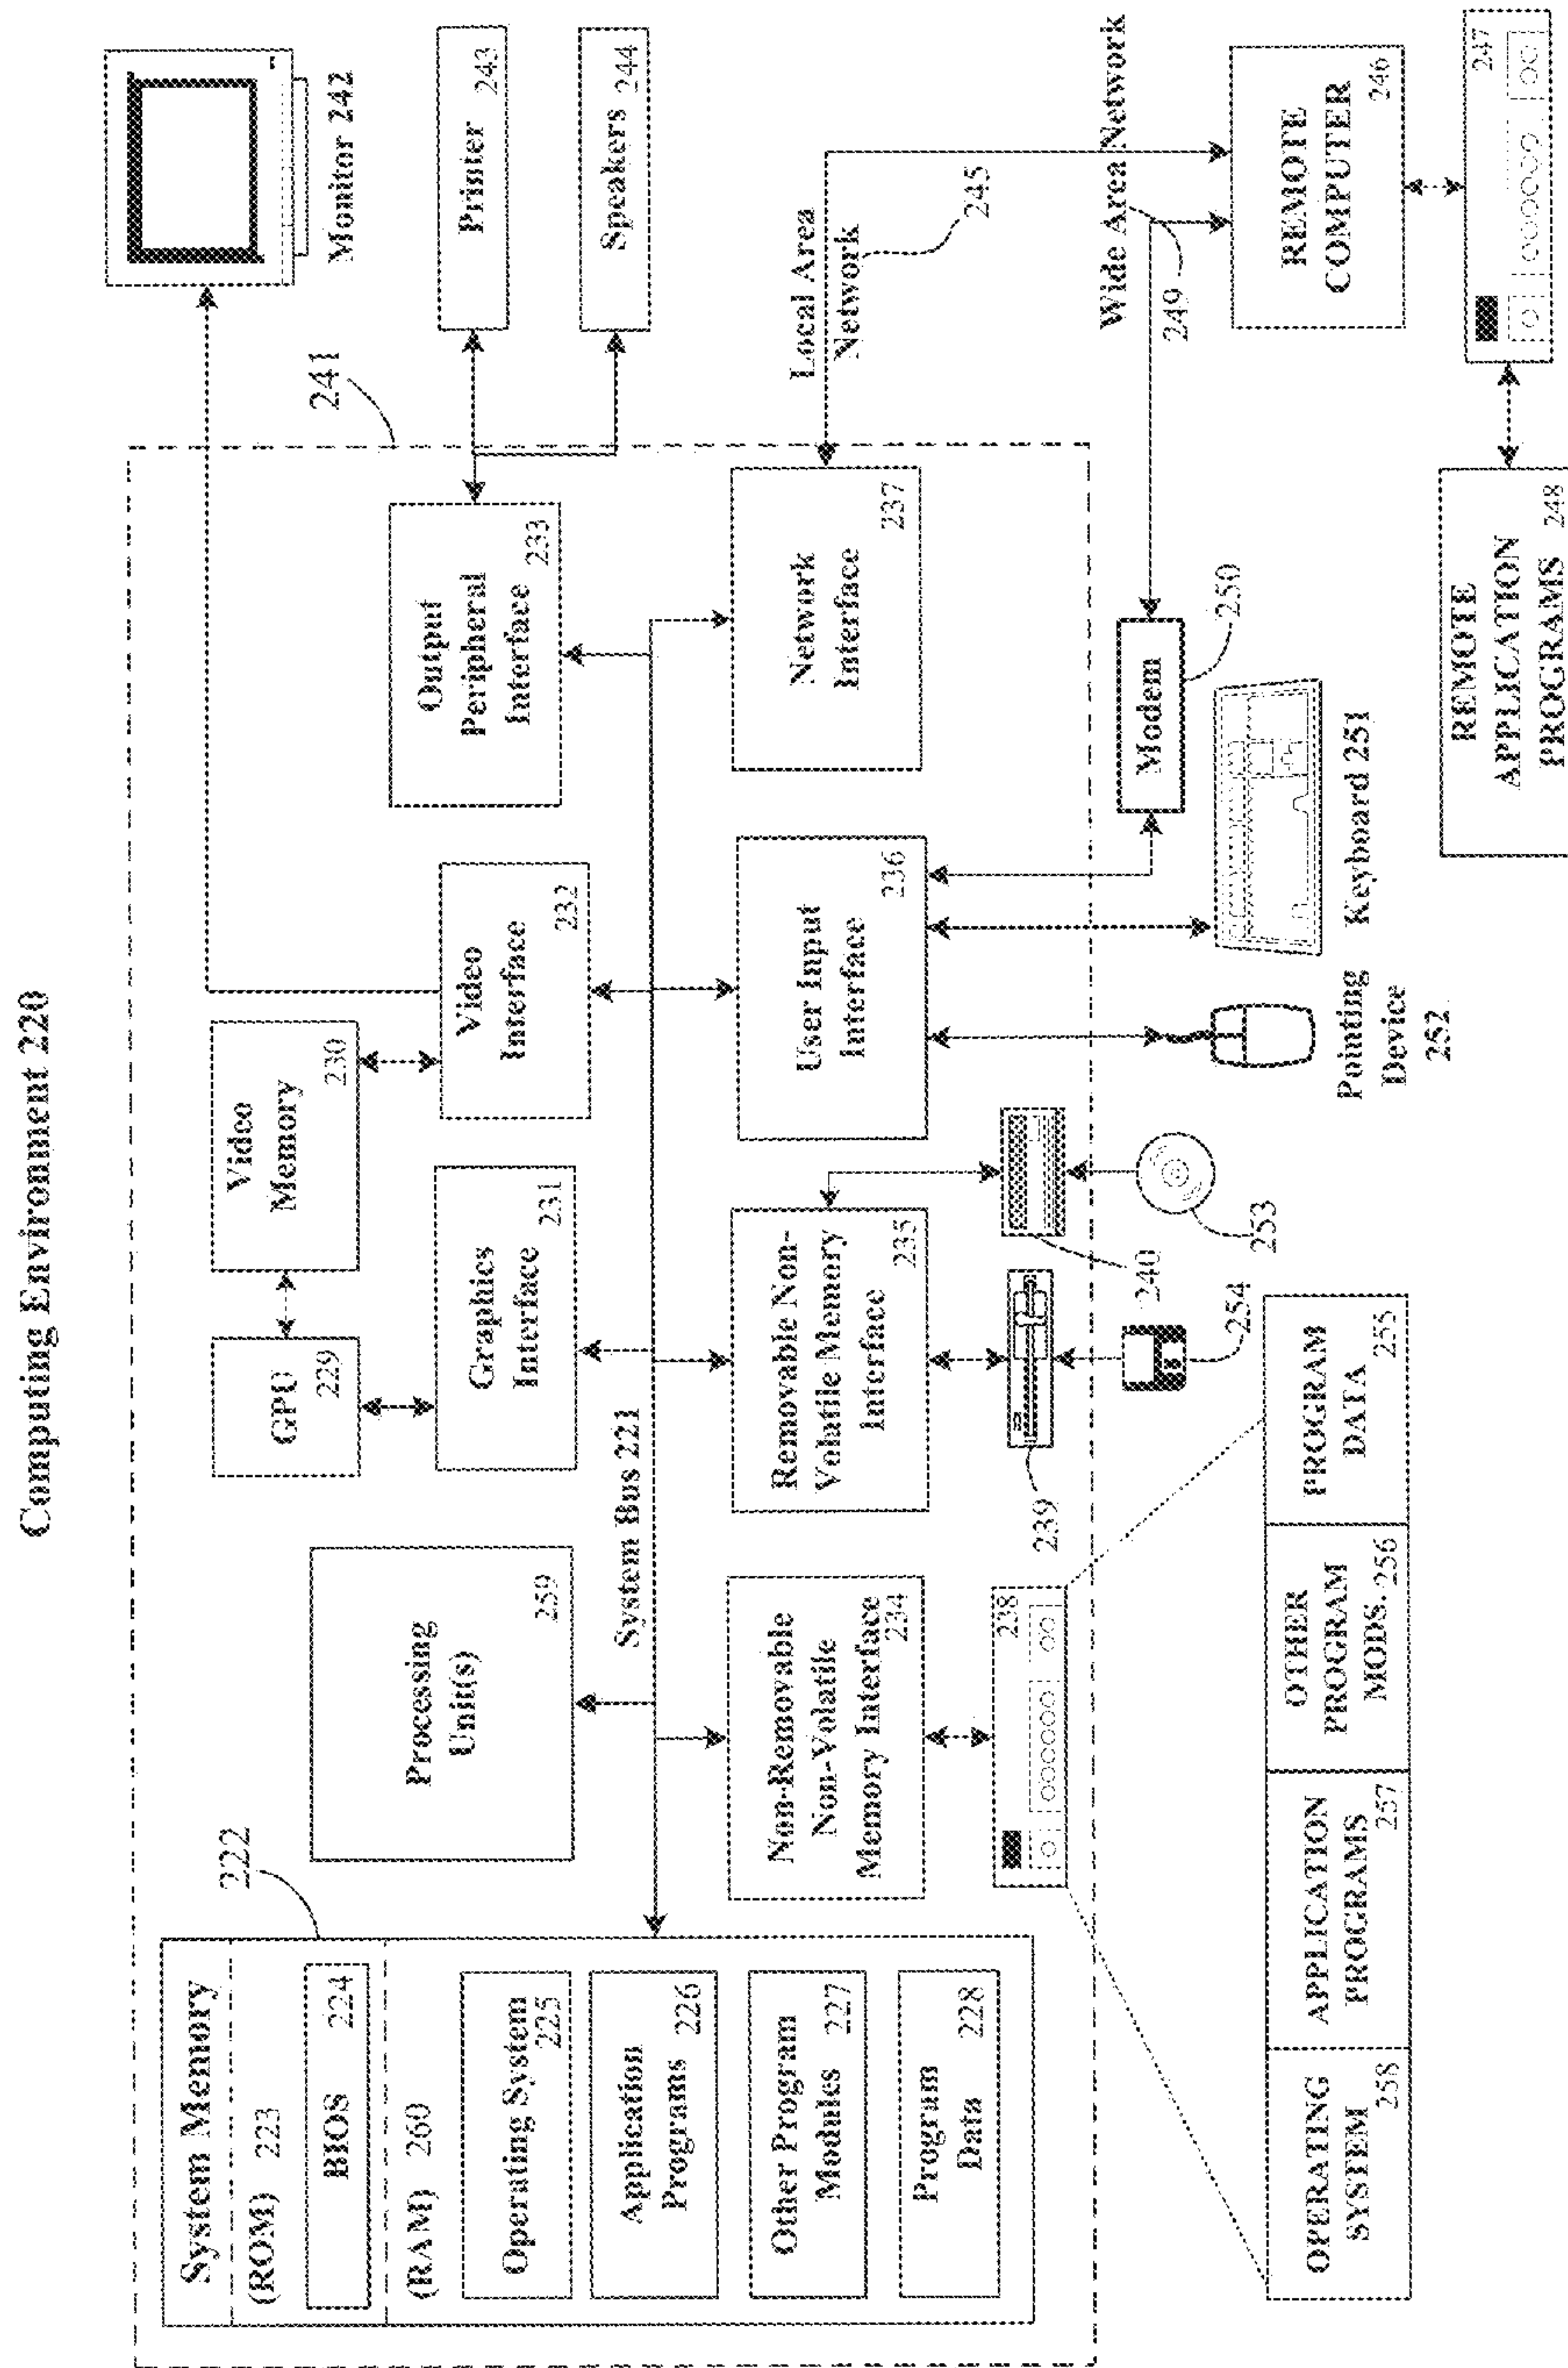 Computing Environment 220
System Memory
(ROM) 223
BIOS 224
(RAM) 260
Operating System
225
Application
Programs 226
Other Program
Modules 227
Program
Data 228
222
Processing
Unit(s)
259
GPU
229
Video
Memory
230
Graphics
Interface
231
Video
Interface
232
Output
Peripheral
Interface
233
241
Monitor 242
Printer 243
Speakers 244
System Bus 221
Non-Removable
Non-Volatile
Memory Interface
234
Removable Non-
Volatile Memory
Interface
235
User Input
Interface
236
Network
Interface
237
Local Area
Network
245
238
239
240
254
253
Modem
250
Wide Area Network
249
Pointing
Device
252
Keyboard 251
REMOTE
COMPUTER
246
247
REMOTE
APPLICATION
PROGRAMS 248
OPERATING
SYSTEM
258
APPLICATION
PROGRAMS
257
OTHER
PROGRAM
MODS. 256
PROGRAM
DATA
255